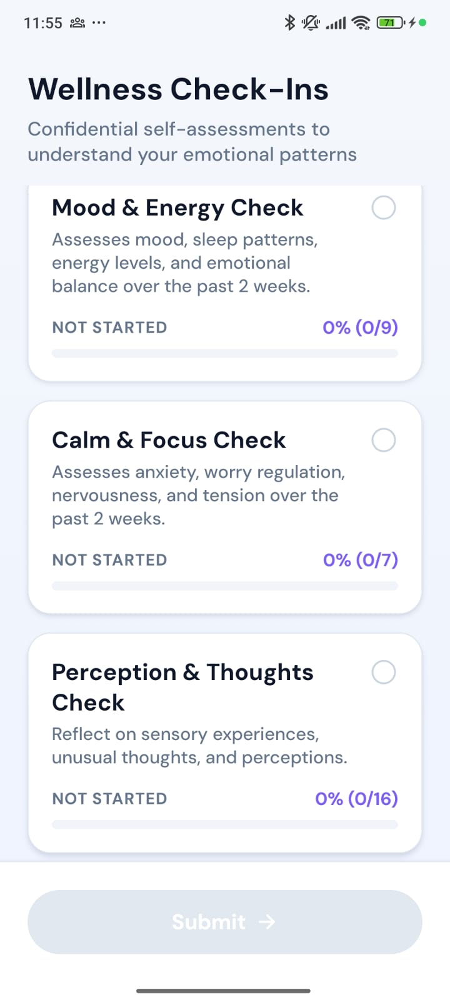 11:55
71
Wellness Check-Ins
Confidential self-assessments to
understand your emotional patterns
Mood & Energy Check
Assesses mood, sleep patterns,
energy levels, and emotional
balance over the past 2 weeks.
NOT STARTED 0% (0/9)
Calm & Focus Check
Assesses anxiety, worry regulation,
nervousness, and tension over the
past 2 weeks.
NOT STARTED 0% (0/7)
Perception & Thoughts
Check
Reflect on sensory experiences,
unusual thoughts, and perceptions.
NOT STARTED 0% (0/16)
Submit →